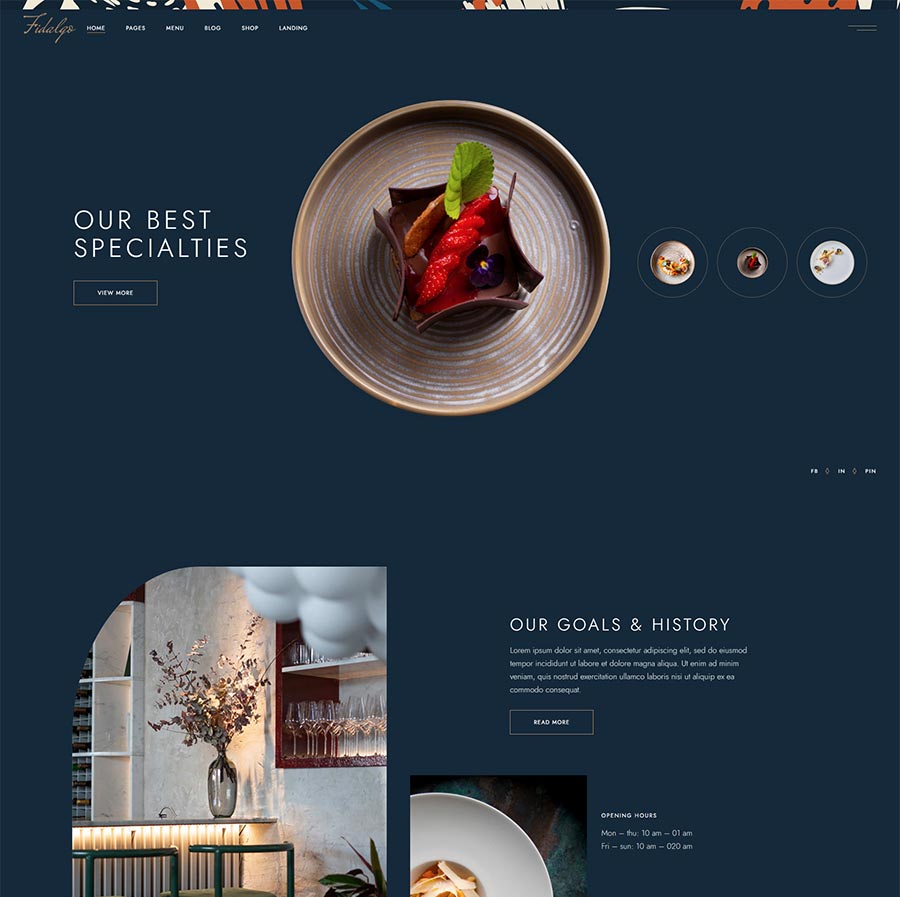 Fidalgo
HOME PAGES MENU BLOG SHOP LANDING
OUR BEST
SPECIALTIES
VIEW MORE
FB IN PIN
OUR GOALS & HISTORY
Lorem ipsum dolor sit amet, consectetur adipiscing elit, sed do eiusmod
tempor incididunt ut labore et dolore magna aliqua. Ut enim ad minim
veniam, quis nostrud exercitation ullamco laboris nisi ut aliquip ex ea
commodo consequat.
READ MORE
OPENING HOURS
Mon – thu: 10 am – 01 am
Fri – sun: 10 am – 020 am